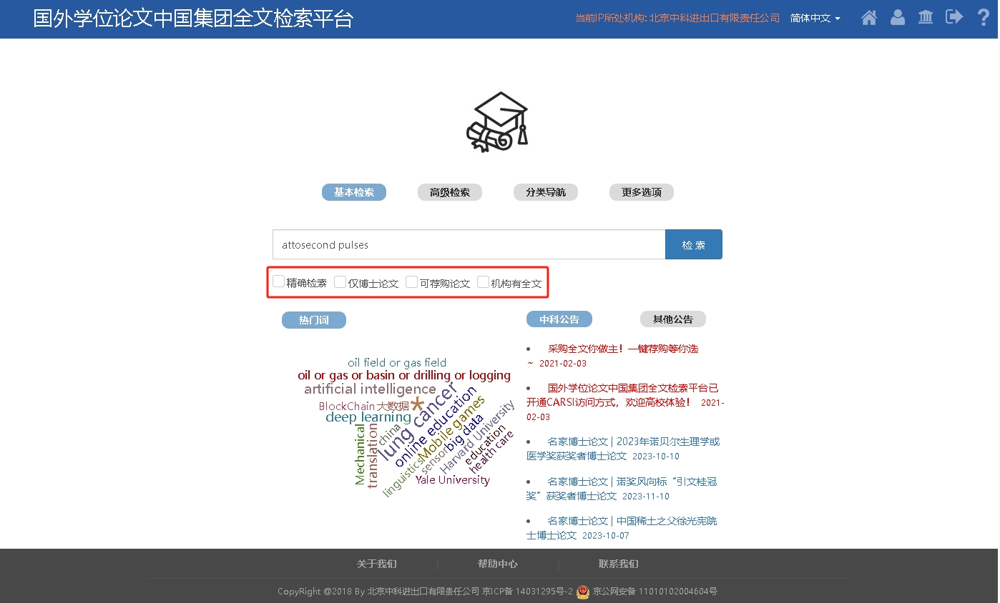 国外学位论文中国集团全文检索平台
当前IP所处机构: 北京中科进出口有限责任公司 简体中文
基本检索 高级检索 分类导航 更多选项
attosecond pulses 检 索
精确检索 仅博士论文 可荐购论文 机构有全文
热门词
oil field or gas field
oil or gas or basin or drilling or logging
artificial intelligence
BlockChain 大数据 *
deep learning
Mechanical
translation
china
lung cancer
online education
Mobile games
big data
linguistics
sensor
Harvard University
education
health care
Yale University
中科公告 其他公告
采购全文你做主！一键荐购等你选
~ 2021-02-03
国外学位论文中国集团全文检索平台已
开通CARSI访问方式，欢迎高校体验！ 2021-
02-03
名家博士论文 | 2023年诺贝尔生理学或
医学奖获奖者博士论文 2023-10-10
名家博士论文 | 诺奖风向标“引文桂冠
奖”获奖者博士论文 2023-11-10
名家博士论文 | 中国稀土之父徐光宪院
士博士论文 2023-10-07
关于我们 | 帮助中心 | 联系我们
CopyRight @2018 By 北京中科进出口有限责任公司 京ICP备 14031295号-2 京公网安备 11010102004604号